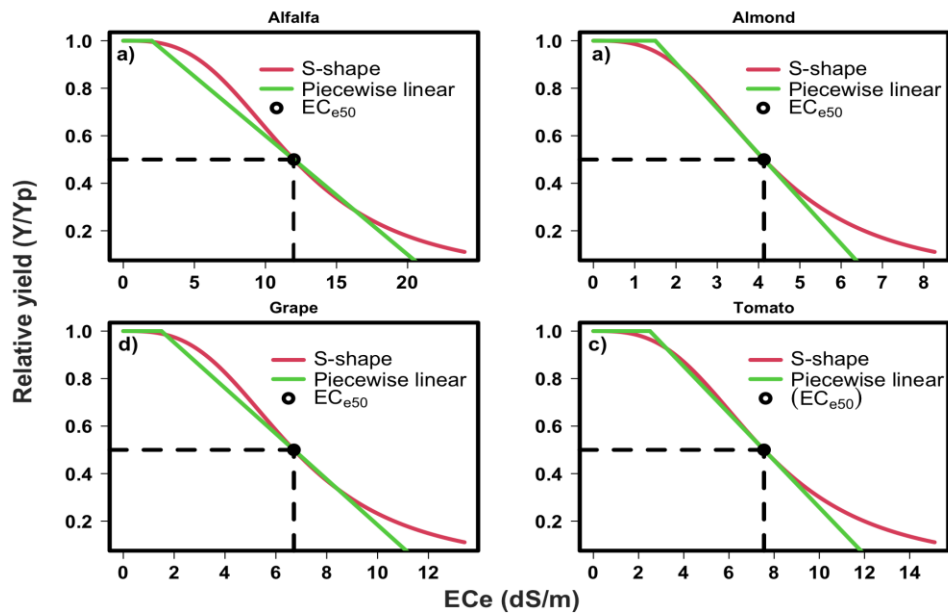 Alfalfa
a)
S-shape
Piecewise linear
ECe50
1.0
0.8
0.6
0.4
0.2
0 5 10 15 20
Almond
a)
S-shape
Piecewise linear
ECe50
1.0
0.8
0.6
0.4
0.2
0 1 2 3 4 5 6 7 8
Grape
d)
S-shape
Piecewise linear
ECe50
1.0
0.8
0.6
0.4
0.2
0 2 4 6 8 10 12
Tomato
c)
S-shape
Piecewise linear
(ECe50)
1.0
0.8
0.6
0.4
0.2
0 2 4 6 8 10 12 14
Relative yield (Y/Yp)
ECe (dS/m)